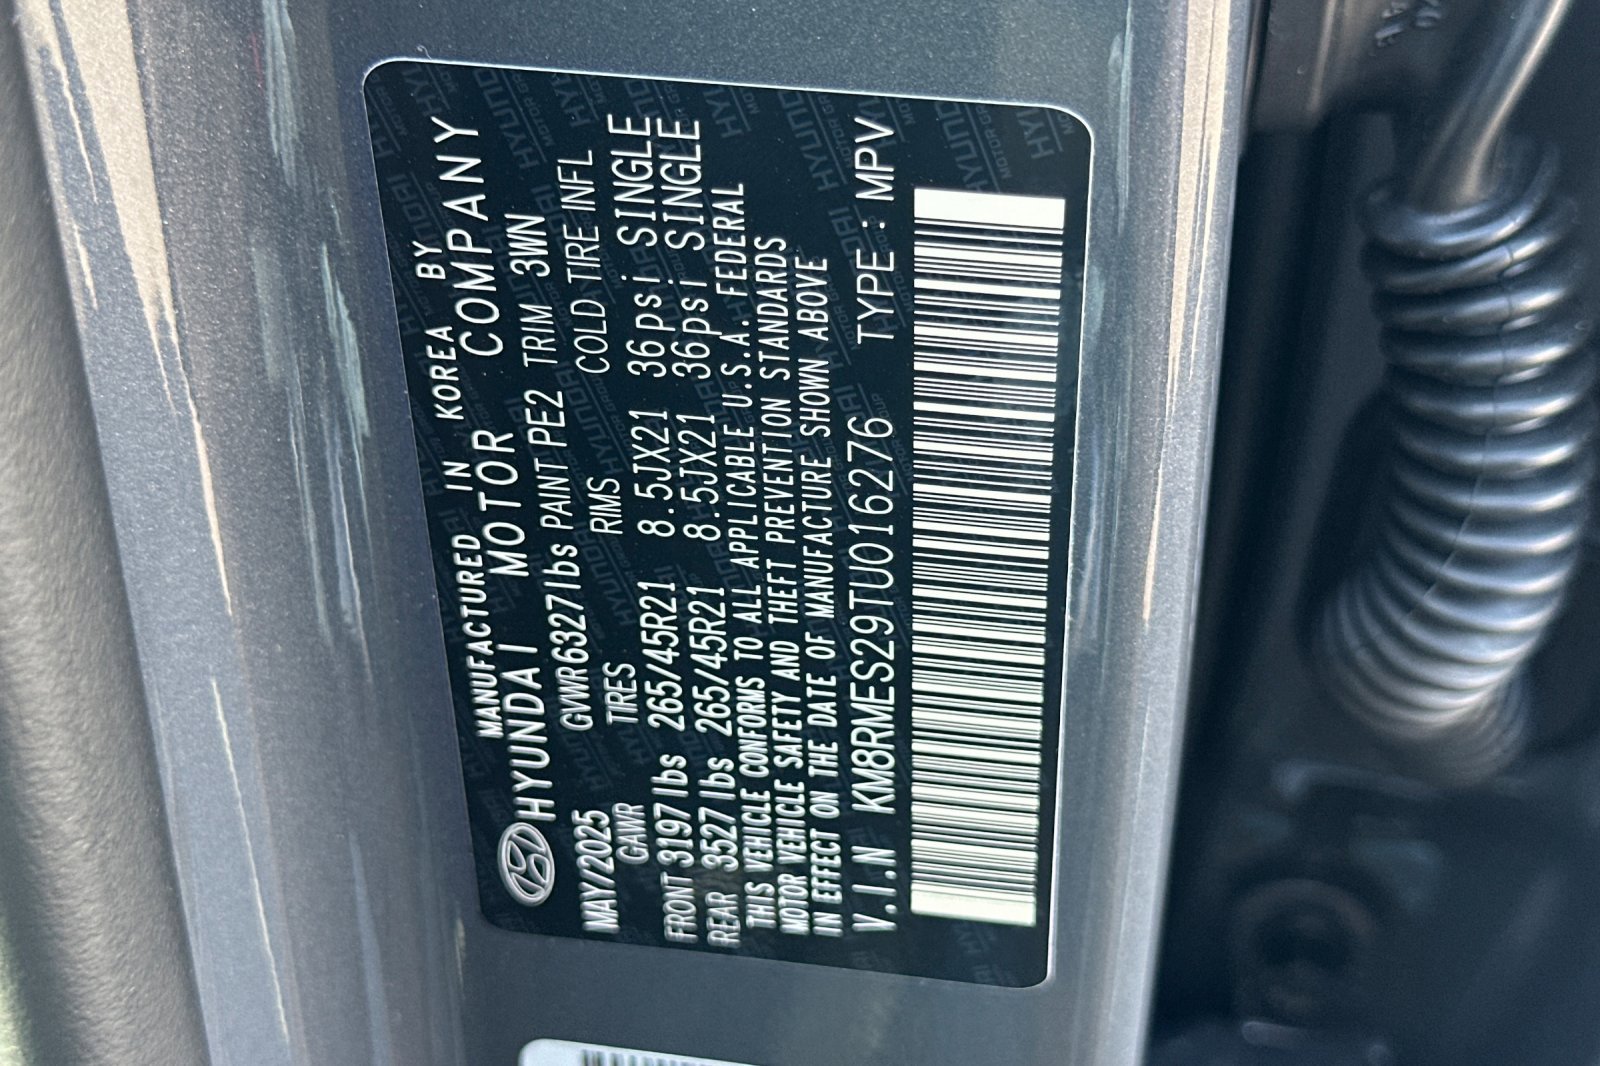 MANUFACTURED IN KOREA BY
HYUNDAI MOTOR COMPANY
MAY/2025 GVWR6327lbs PAINT PE2 TRIM 3WN
GAWR TIRES RIMS COLD TIRE INFL
FRONT 3197lbs 265/45R21 8.5JX21 36psi SINGLE
REAR 3527lbs 265/45R21 8.5JX21 36psi SINGLE
THIS VEHICLE CONFORMS TO ALL APPLICABLE U.S.A. FEDERAL
MOTOR VEHICLE SAFETY AND THEFT PREVENTION STANDARDS
IN EFFECT ON THE DATE OF MANUFACTURE SHOWN ABOVE
V.I.N KM8RMES29TU016276 TYPE : MPV